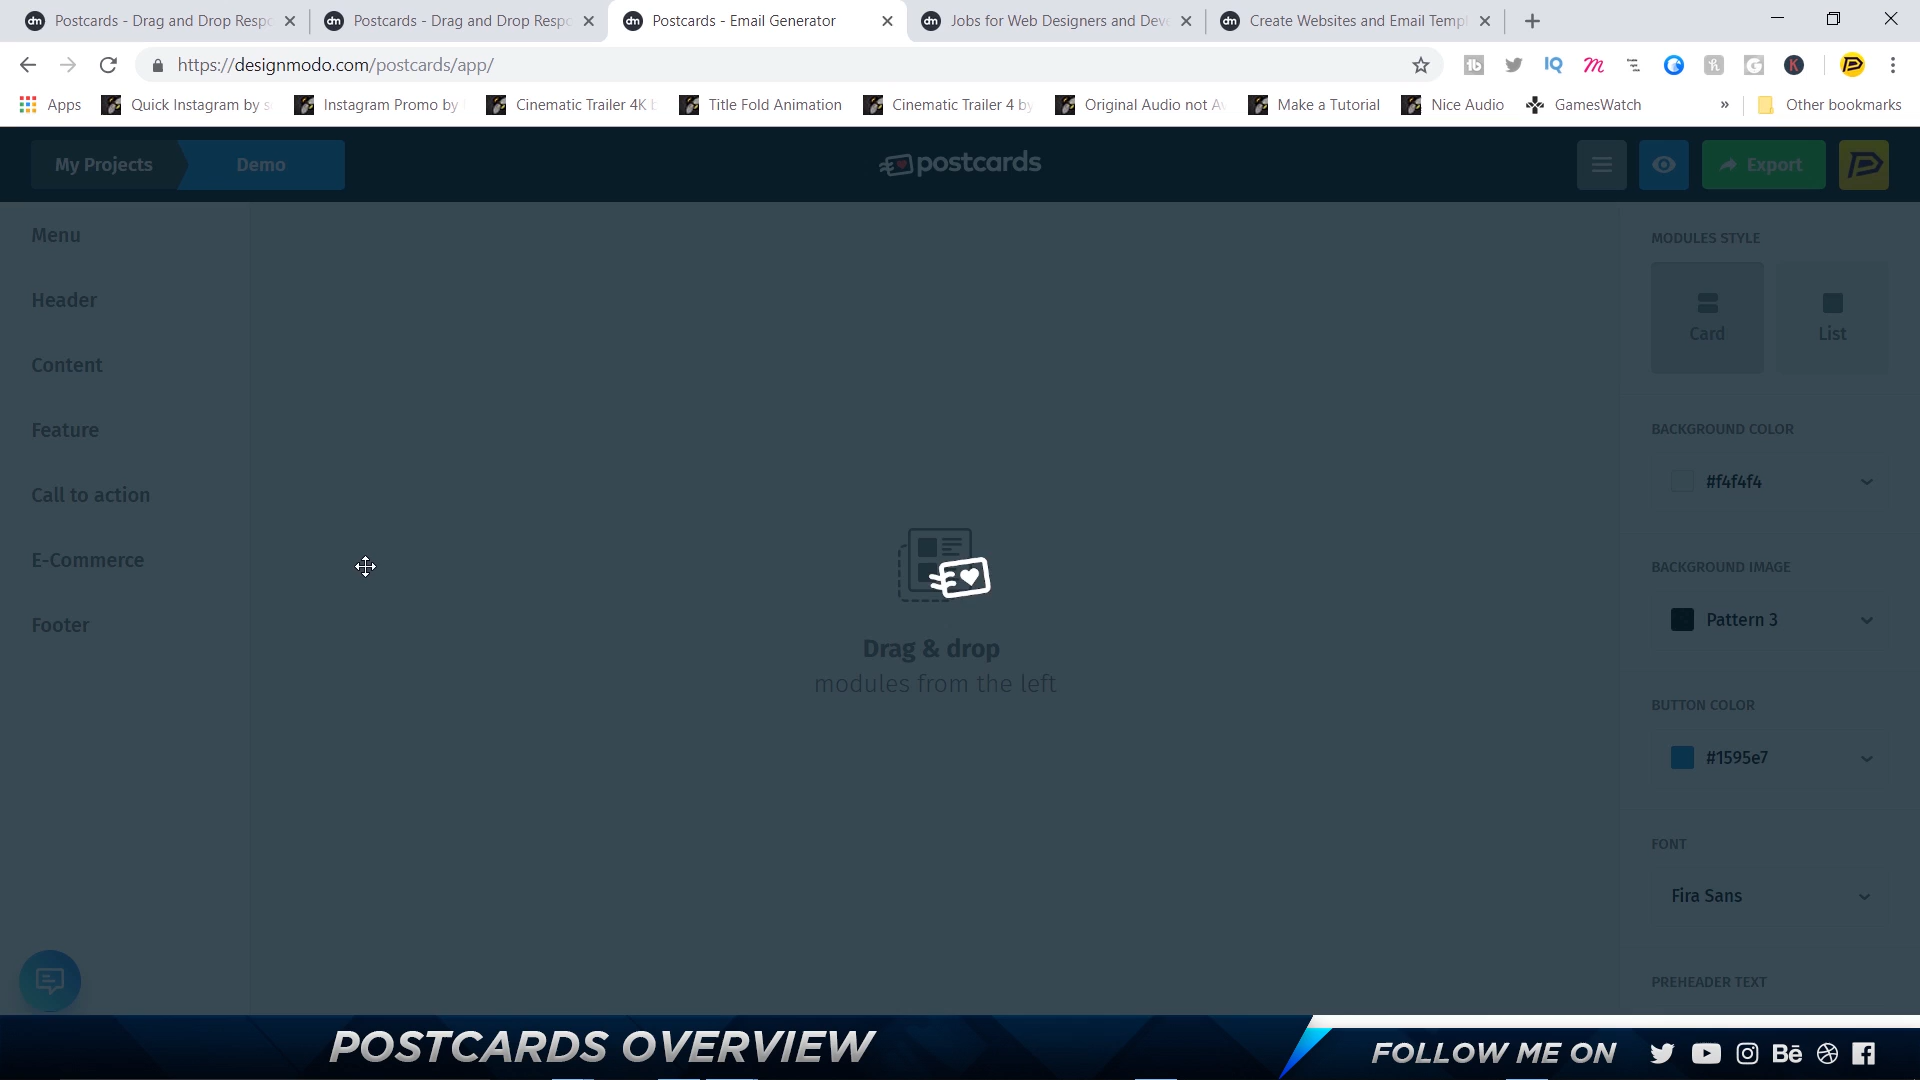 Postcards - Drag and Drop Respo
Postcards - Drag and Drop Respo
Postcards - Email Generator
Jobs for Web Designers and Deve
Create Websites and Email Templ
https://designmodo.com/postcards/app/
Apps
Quick Instagram by s
Instagram Promo by
Cinematic Trailer 4K b
Title Fold Animation
Cinematic Trailer 4 by
Original Audio not Av
Make a Tutorial
Nice Audio
GamesWatch
»
Other bookmarks
My Projects
Demo
postcards
Export
Menu
Header
Content
Feature
Call to action
E-Commerce
Footer
Drag & drop
modules from the left
MODULES STYLE
Card
List
BACKGROUND COLOR
#f4f4f4
BACKGROUND IMAGE
Pattern 3
BUTTON COLOR
#1595e7
FONT
Fira Sans
PREHEADER TEXT
POSTCARDS OVERVIEW
FOLLOW ME ON